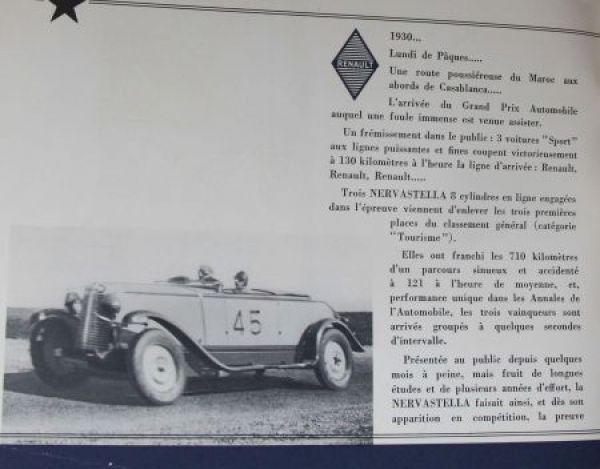 1930...
RENAULT
Lundi de Pâques.....
Une route poussiéreuse du Maroc aux
abords de Casablanca.....
L'arrivée du Grand Prix Automobile
auquel une foule immense est venue assister.
Un frémissement dans le public : 3 voitures "Sport"
aux lignes puissantes et fines coupent victorieusement
à 130 kilomètres à l'heure la ligne d'arrivée : Renault,
Renault, Renault.....
Trois NERVASTELLA 8 cylindres en ligne engagées
dans l'épreuve viennent d'enlever les trois premières
places du classement général (catégorie
"Tourisme").
Elles ont franchi les 710 kilomètres
d'un parcours sinueux et accidenté
à 121 à l'heure de moyenne, et,
performance unique dans les Annales de
l'Automobile, les trois vainqueurs sont
arrivés groupés à quelques secondes
d'intervalle.
Présentée au public depuis quelques
mois à peine, mais fruit de longues
études et de plusieurs années d'effort, la
NERVASTELLA faisait ainsi, et dès son
apparition en compétition, la preuve
45